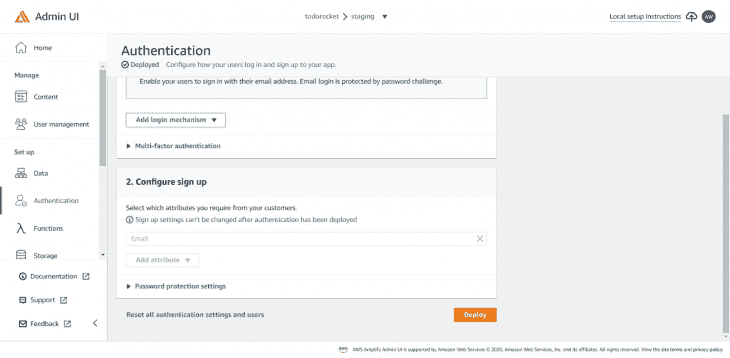 Admin UI
todorocket > staging
Local setup instructions
AW
Home
Manage
Content
User management
Set up
Data
Authentication
Functions
Storage
Documentation
Support
Feedback
Authentication
Deployed Configure how your users log in and sign up to your app.
Enable your users to sign in with their email address. Email login is protected by password challenge.
Add login mechanism
Multi-factor authentication
2. Configure sign up
Select which attributes you require from your customers.
Sign up settings can't be changed after authentication has been deployed
Email
Add attribute
Password protection settings
Reset all authentication settings and users
Deploy
aws AWS Amplify Admin UI is supported by Amazon Web Services © 2020, Amazon Web Services, Inc. and its affiliates. All rights reserved. View the site terms and privacy policy.